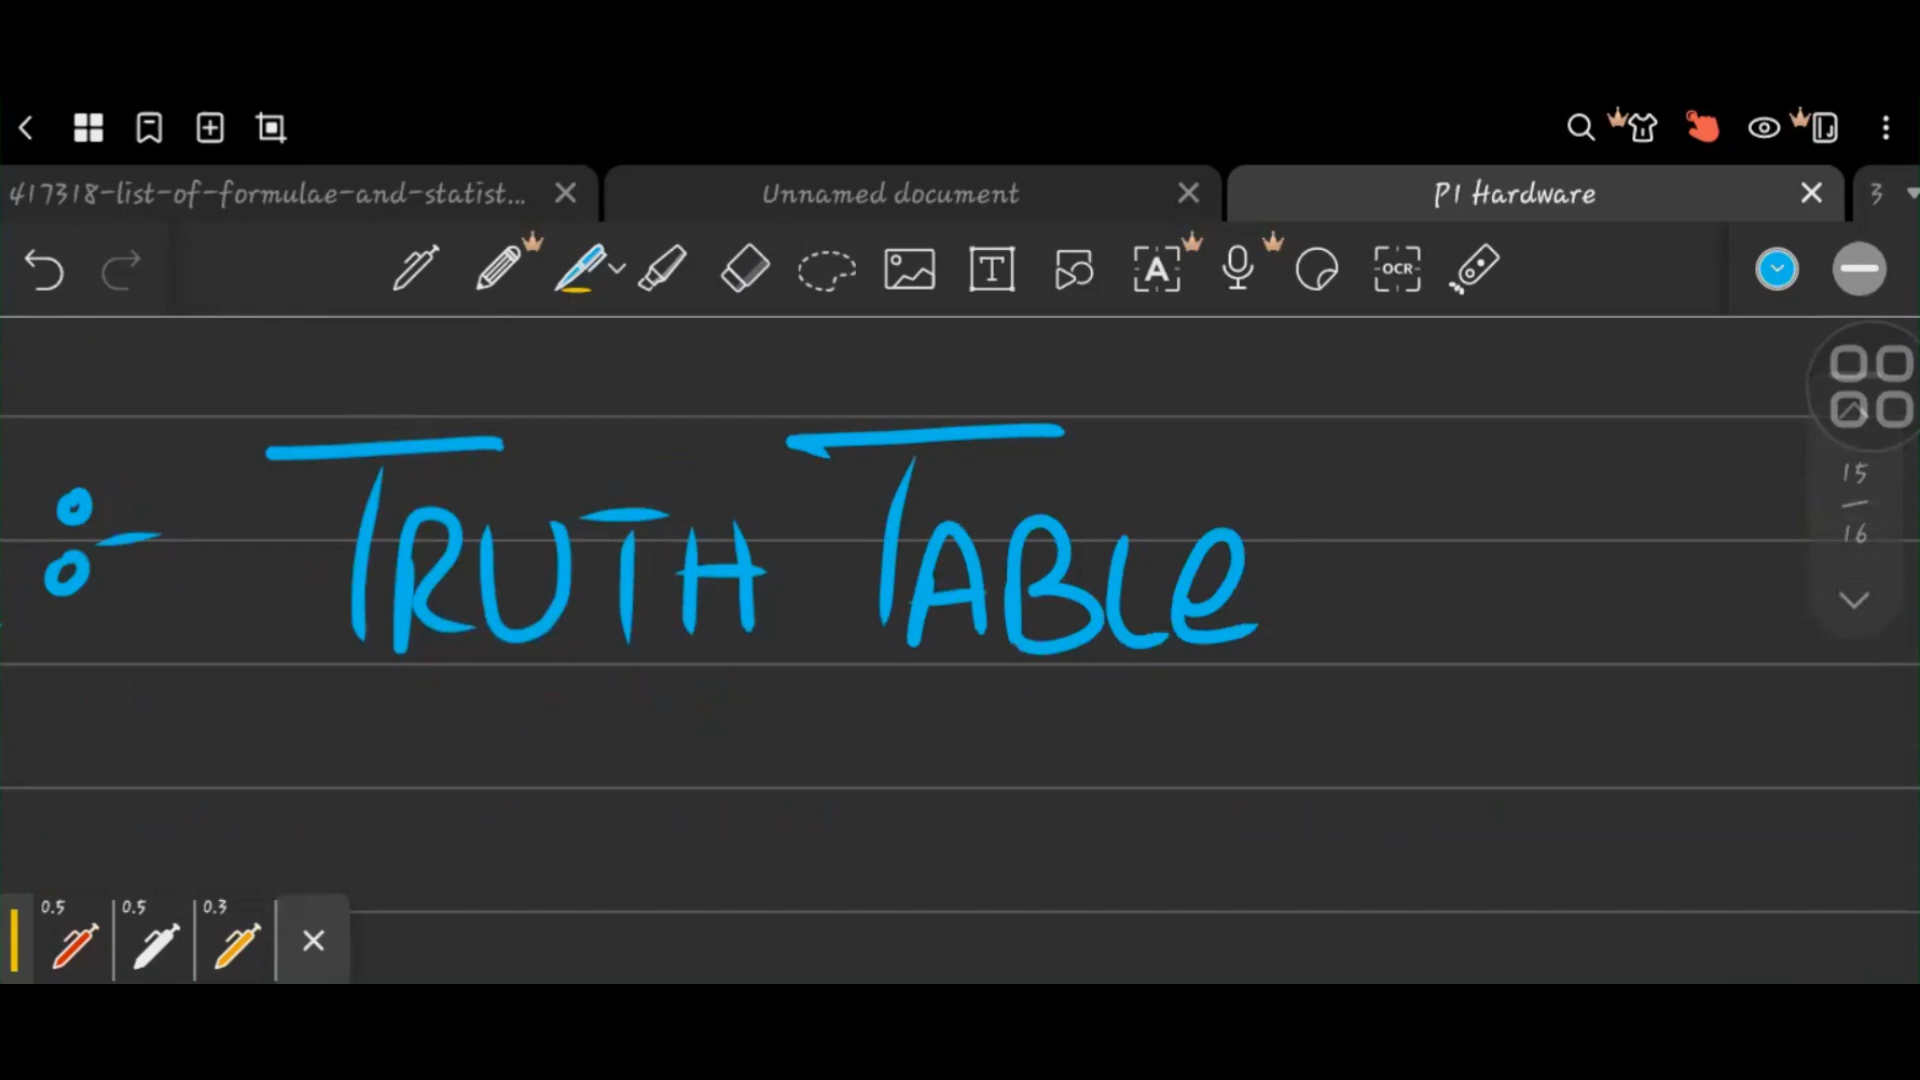 417318-list-of-formulae-and-statist...
Unnamed document
P1 Hardware
3
T
A
OCR
:- TRUTH TABLe
15
16
0.5
0.5
0.3